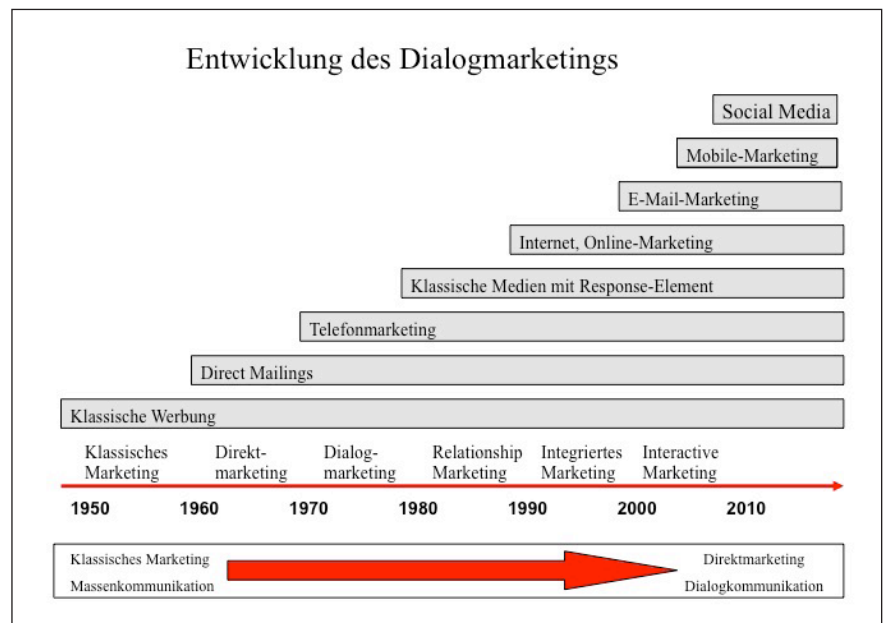 Entwicklung des Dialogmarketings
Social Media
Mobile-Marketing
E-Mail-Marketing
Internet, Online-Marketing
Klassische Medien mit Response-Element
Telefonmarketing
Direct Mailings
Klassische Werbung
Klassisches Marketing
Direkt-marketing
Dialog-marketing
Relationship Marketing
Integriertes Marketing
Interactive Marketing
1950 1960 1970 1980 1990 2000 2010
Klassisches Marketing
Massenkommunikation
Direktmarketing
Dialogkommunikation